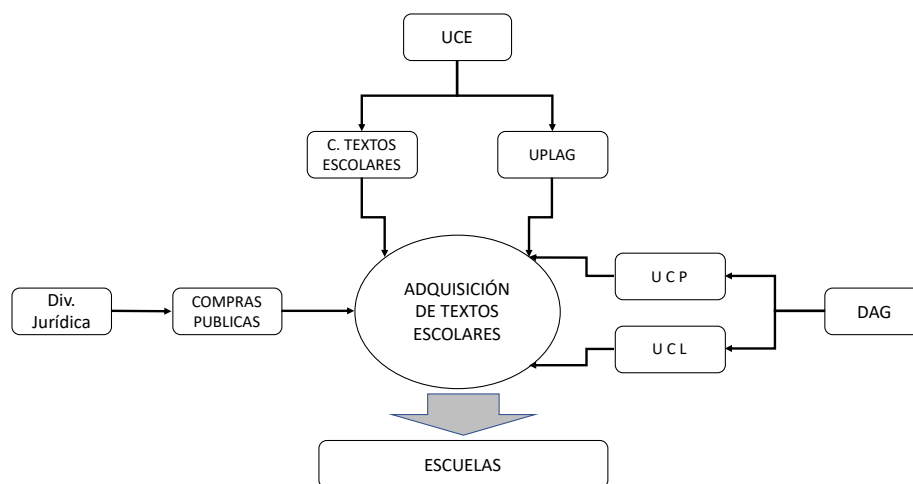 UCE
C. TEXTOS
ESCOLARES
UPLAG
ADQUISICIÓN
DE TEXTOS
ESCOLARES
Div.
Jurídica
COMPRAS
PUBLICAS
U C P
U C L
DAG
ESCUELAS